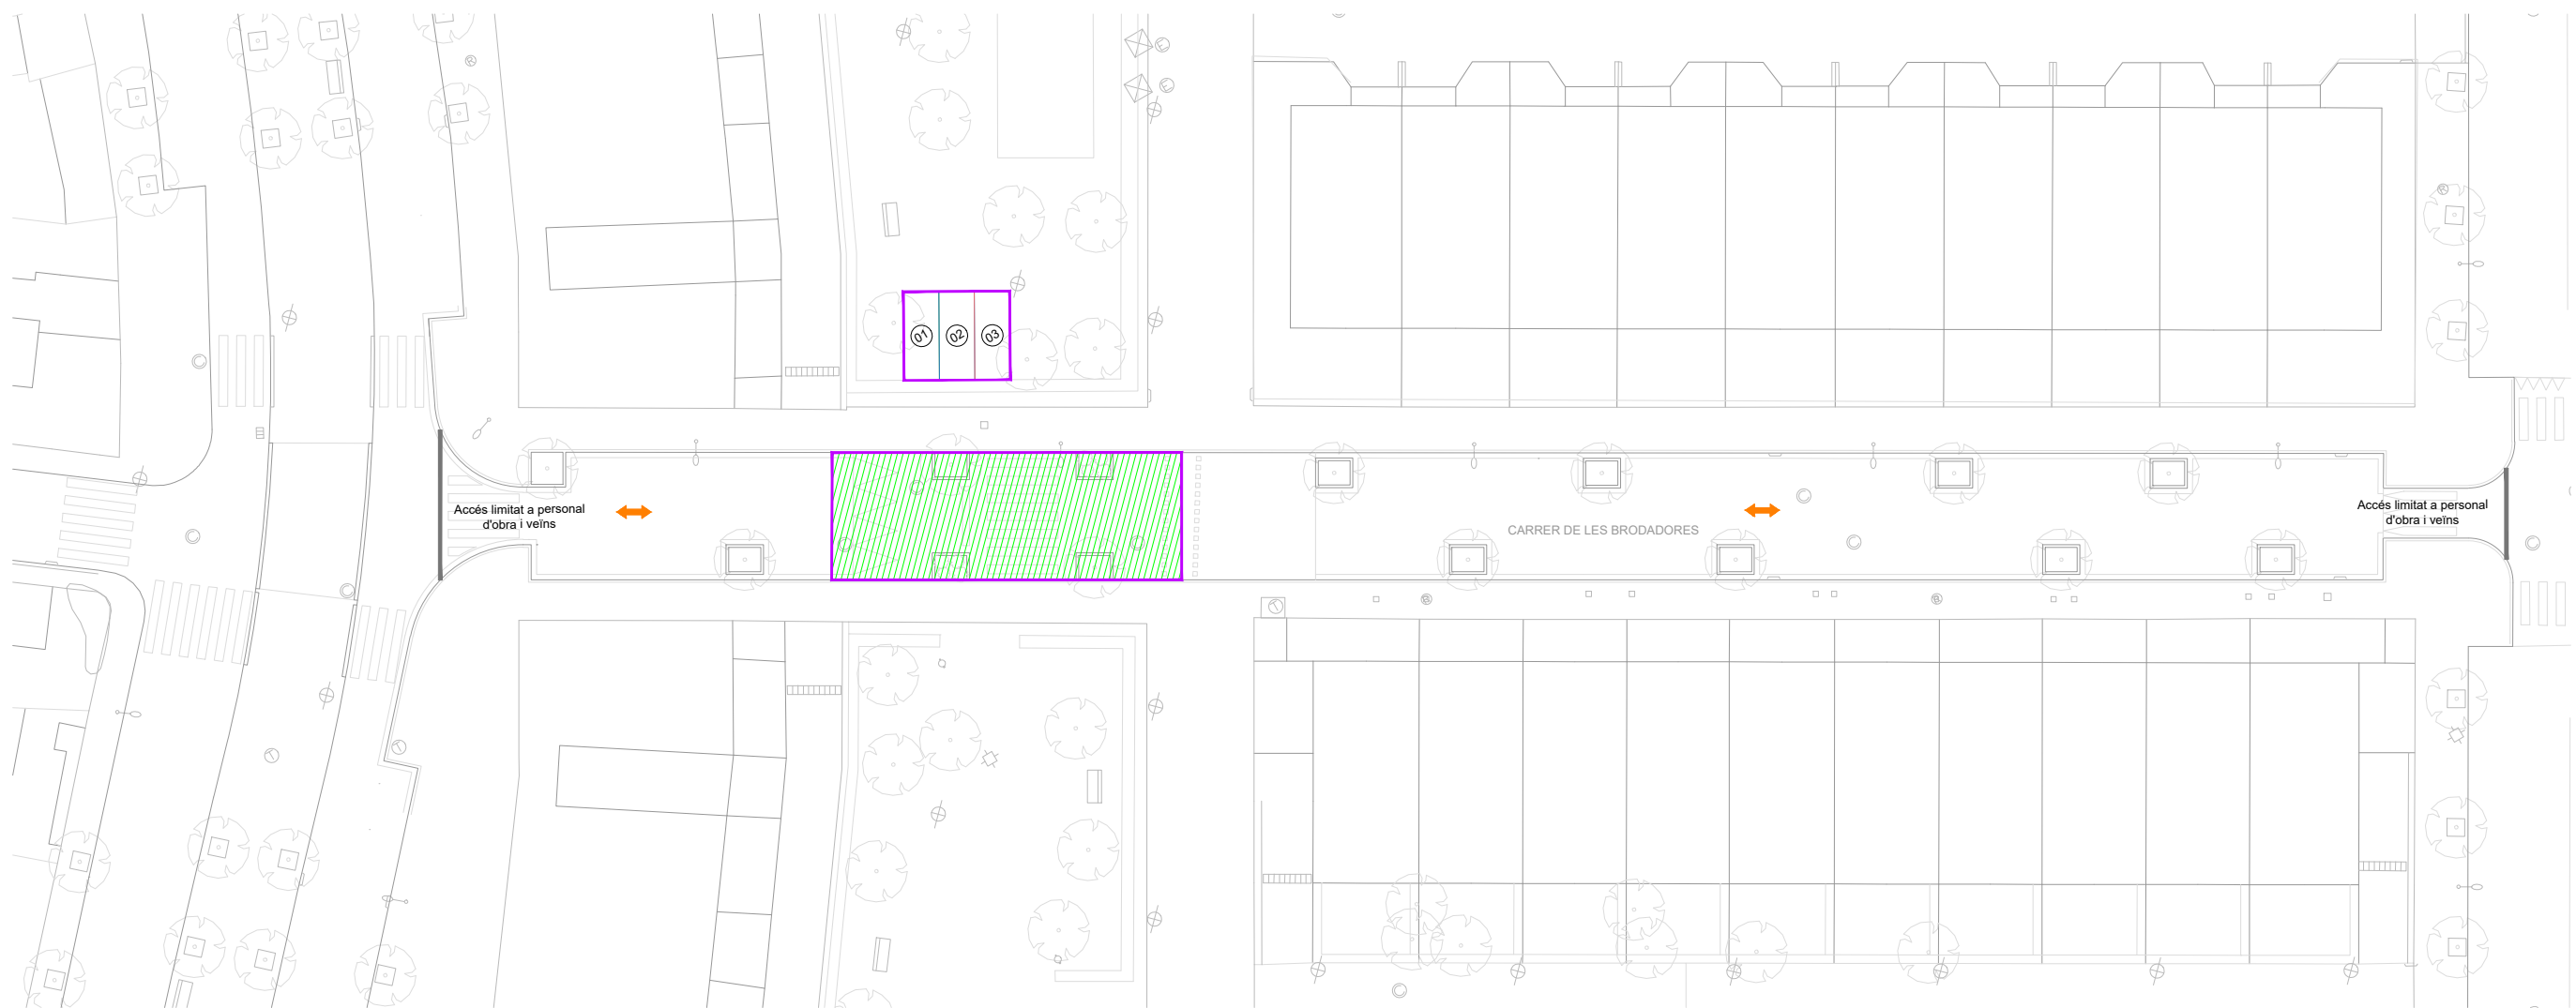 01
02
03
Accés limitat a personal
d'obra i veïns
CARRER DE LES BRODADORES
Accés limitat a personal
d'obra i veïns